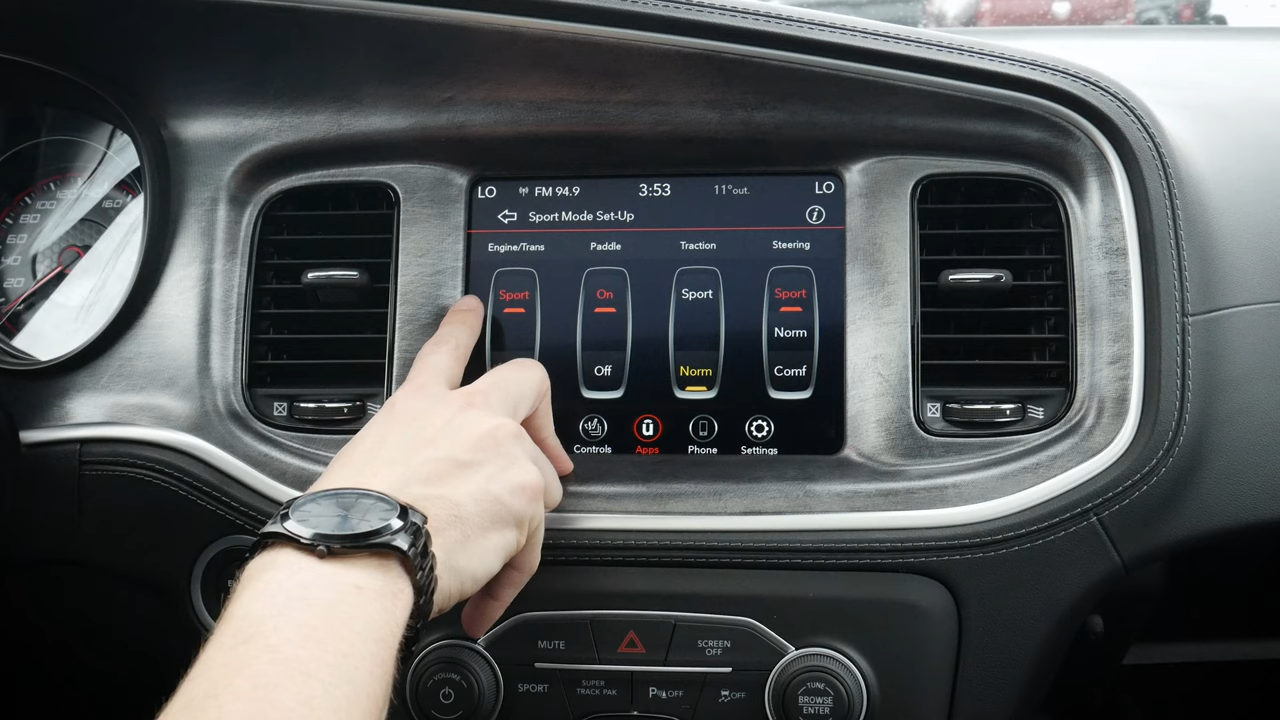 LO FM 94.9 3:53 11°out. LO
Sport Mode Set-Up i
Engine/Trans Paddle Traction Steering
Sport On Sport Sport
Norm
Off Norm Comf
Controls Apps Phone Settings
160
120
100
80
60
40
20
MUTE SCREEN
OFF
VOLUME
SPORT SUPER
TRACK PAK
P OFF OFF
TUNE
BROWSE
ENTER